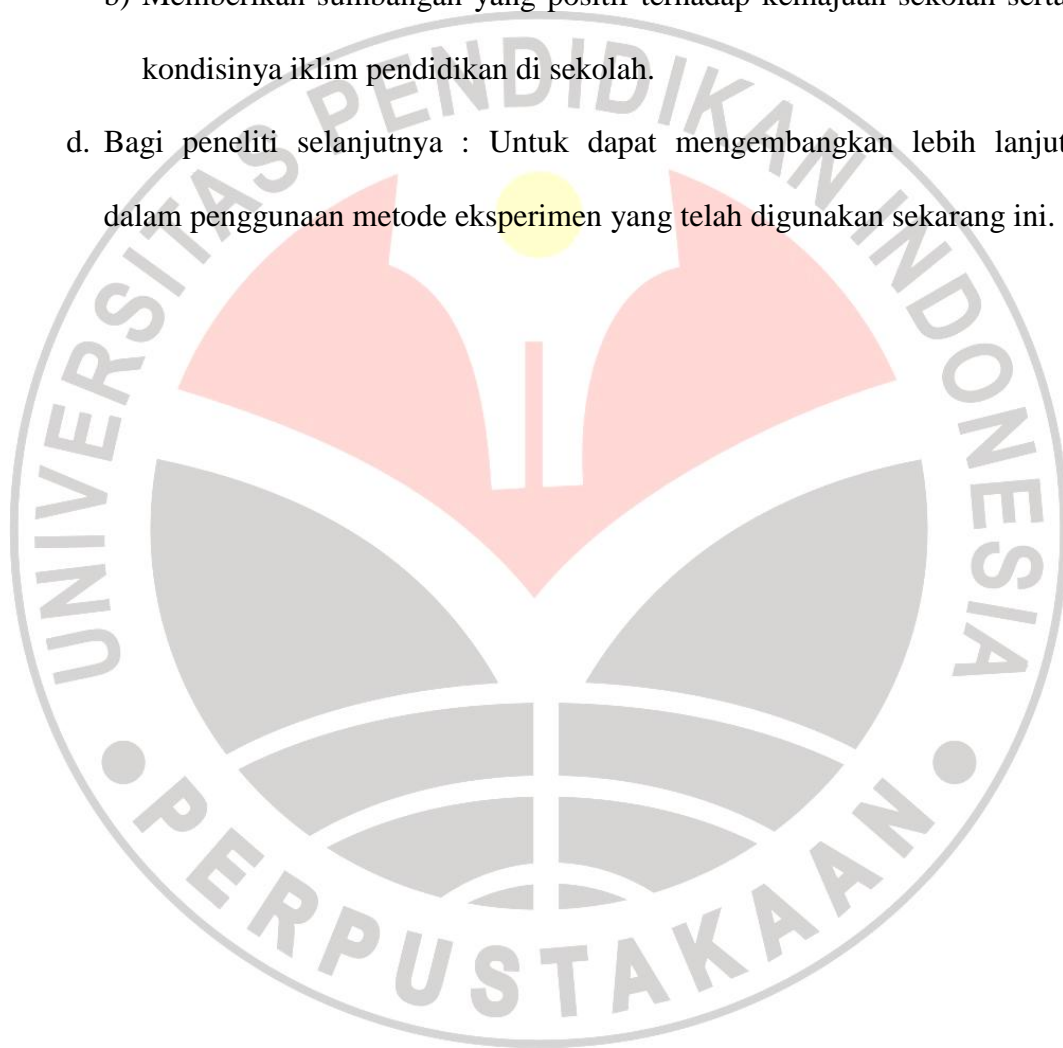 b) Memberikan sumbangan yang positif terhadap kemajuan sekolah serta
kondisinya iklim pendidikan di sekolah.
d. Bagi peneliti selanjutnya : Untuk dapat mengembangkan lebih lanjut
dalam penggunaan metode eksperimen yang telah digunakan sekarang ini.
UNIVERSITAS PENDIDIKAN INDONESIA
PERPUSTAKAAN